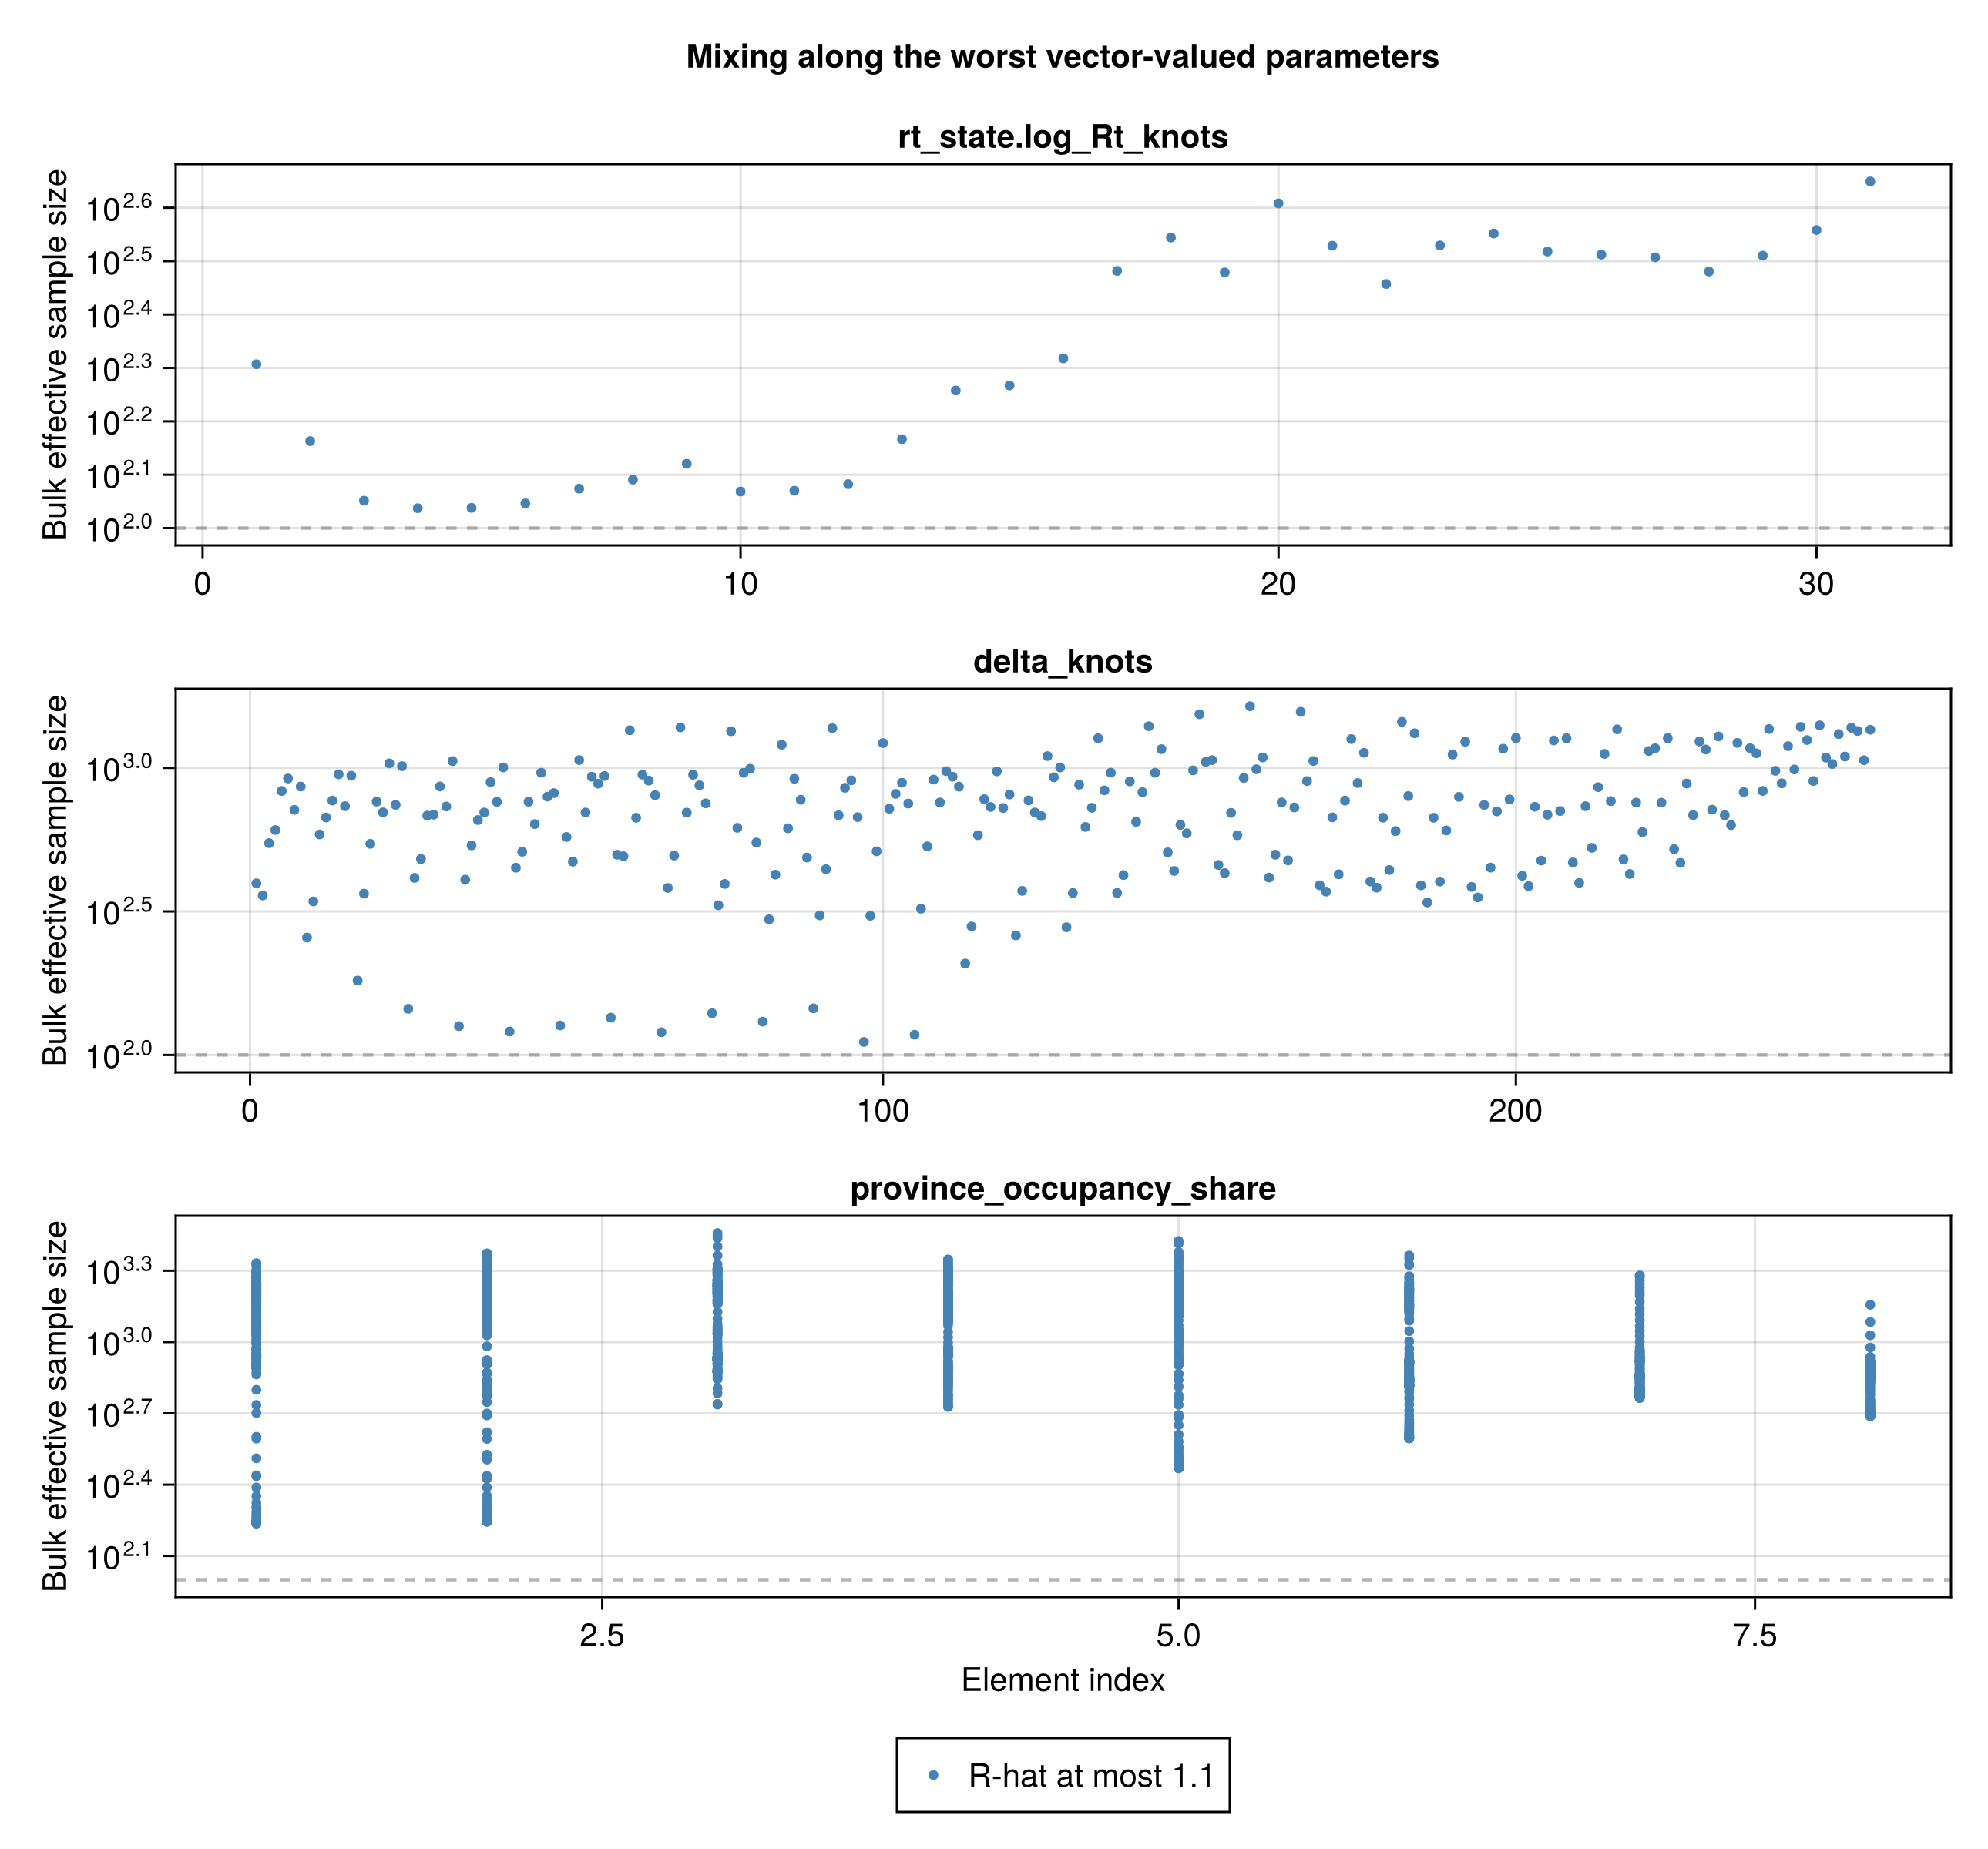 Mixing along the worst vector-valued parameters
rt_state.log_Rt_knots
Bulk effective sample size
10^2.6
10^2.5
10^2.4
10^2.3
10^2.2
10^2.1
10^2.0
0 10 20 30
delta_knots
Bulk effective sample size
10^3.0
10^2.5
10^2.0
0 100 200
province_occupancy_share
Bulk effective sample size
10^3.3
10^3.0
10^2.7
10^2.4
10^2.1
2.5 5.0 7.5
Element index
R-hat at most 1.1